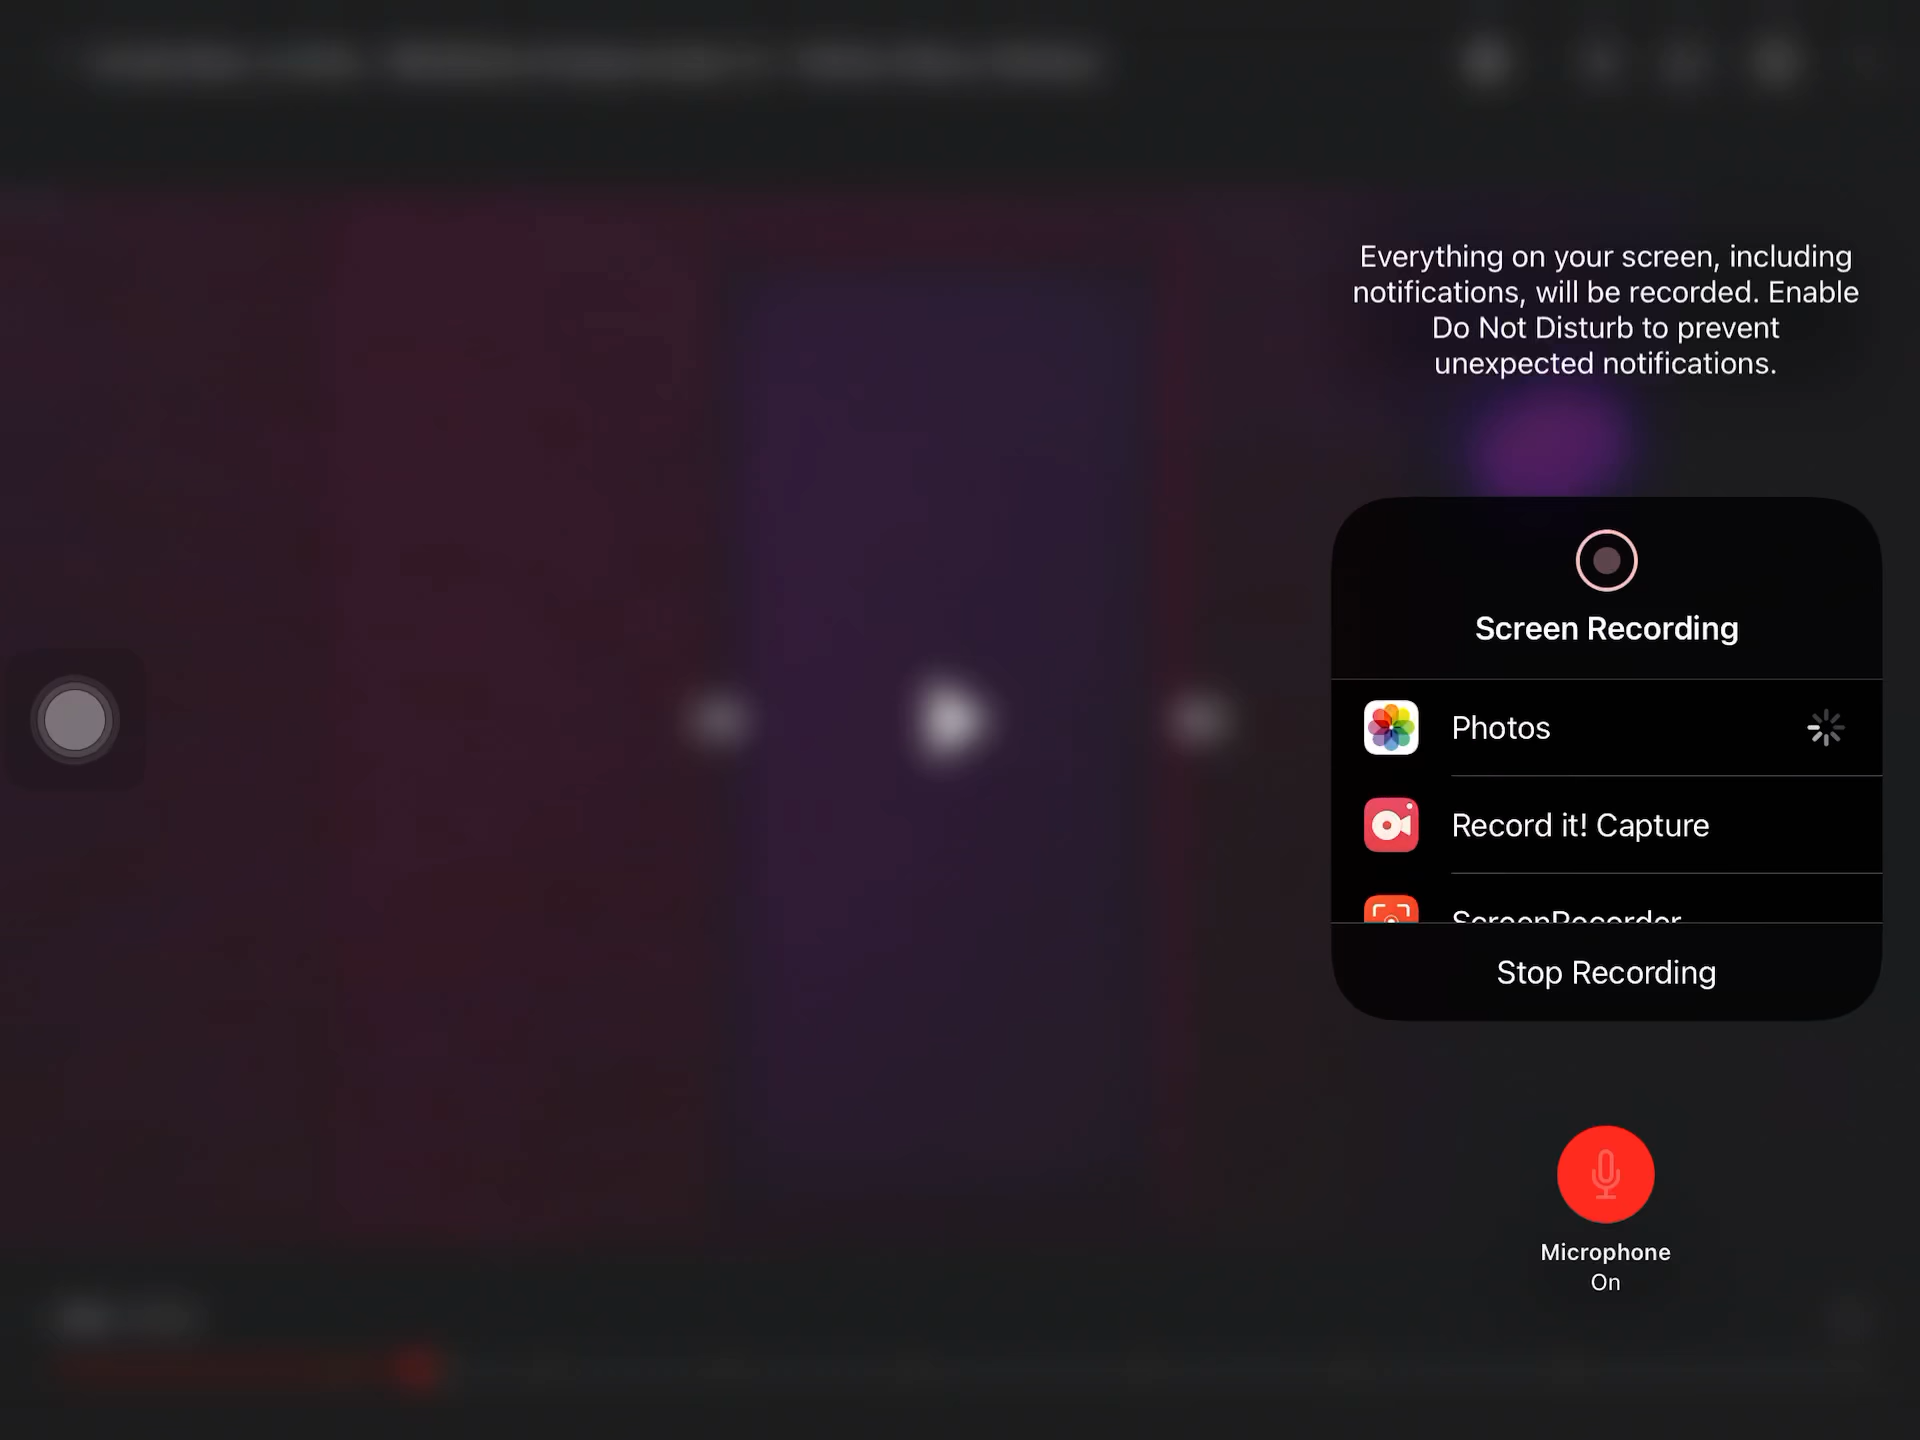 Everything on your screen, including
notifications, will be recorded. Enable
Do Not Disturb to prevent
unexpected notifications.
Screen Recording
Photos
Record it! Capture
ScreenRecorder
Stop Recording
Microphone
On